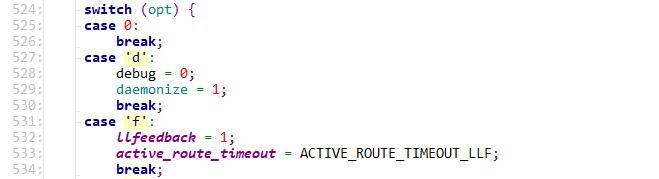 524: switch (opt) {
525: case 0:
526: break;
527: case 'd':
528: debug = 0;
529: daemonize = 1;
530: break;
531: case 'f':
532: llfeedback = 1;
533: active_route_timeout = ACTIVE_ROUTE_TIMEOUT_LLF;
534: break;